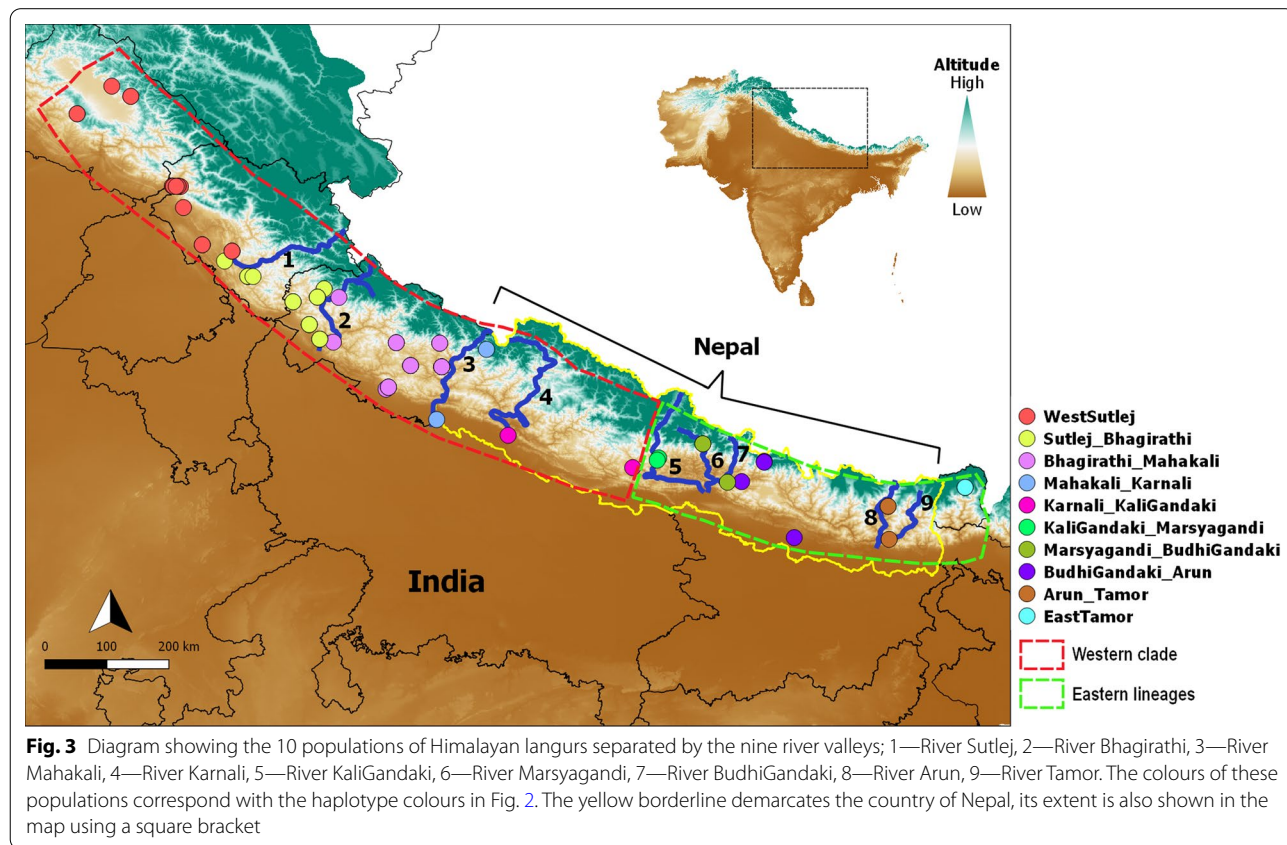 Altitude
High
Low
1
2
3
4
Nepal
5
6
7
8
9
India
0 100 200 km
WestSutlej
Sutlej_Bhagirathi
Bhagirathi_Mahakali
Mahakali_Karnali
Karnali_KaliGandaki
KaliGandaki_Marsyagandi
Marsyagandi_BudhiGandaki
BudhiGandaki_Arun
Arun_Tamor
EastTamor
Western clade
Eastern lineages
Fig. 3 Diagram showing the 10 populations of Himalayan langurs separated by the nine river valleys; 1—River Sutlej, 2—River Bhagirathi, 3—River
Mahakali, 4—River Karnali, 5—River KaliGandaki, 6—River Marsyagandi, 7—River BudhiGandaki, 8—River Arun, 9—River Tamor. The colours of these
populations correspond with the haplotype colours in Fig. 2. The yellow borderline demarcates the country of Nepal, its extent is also shown in the
map using a square bracket